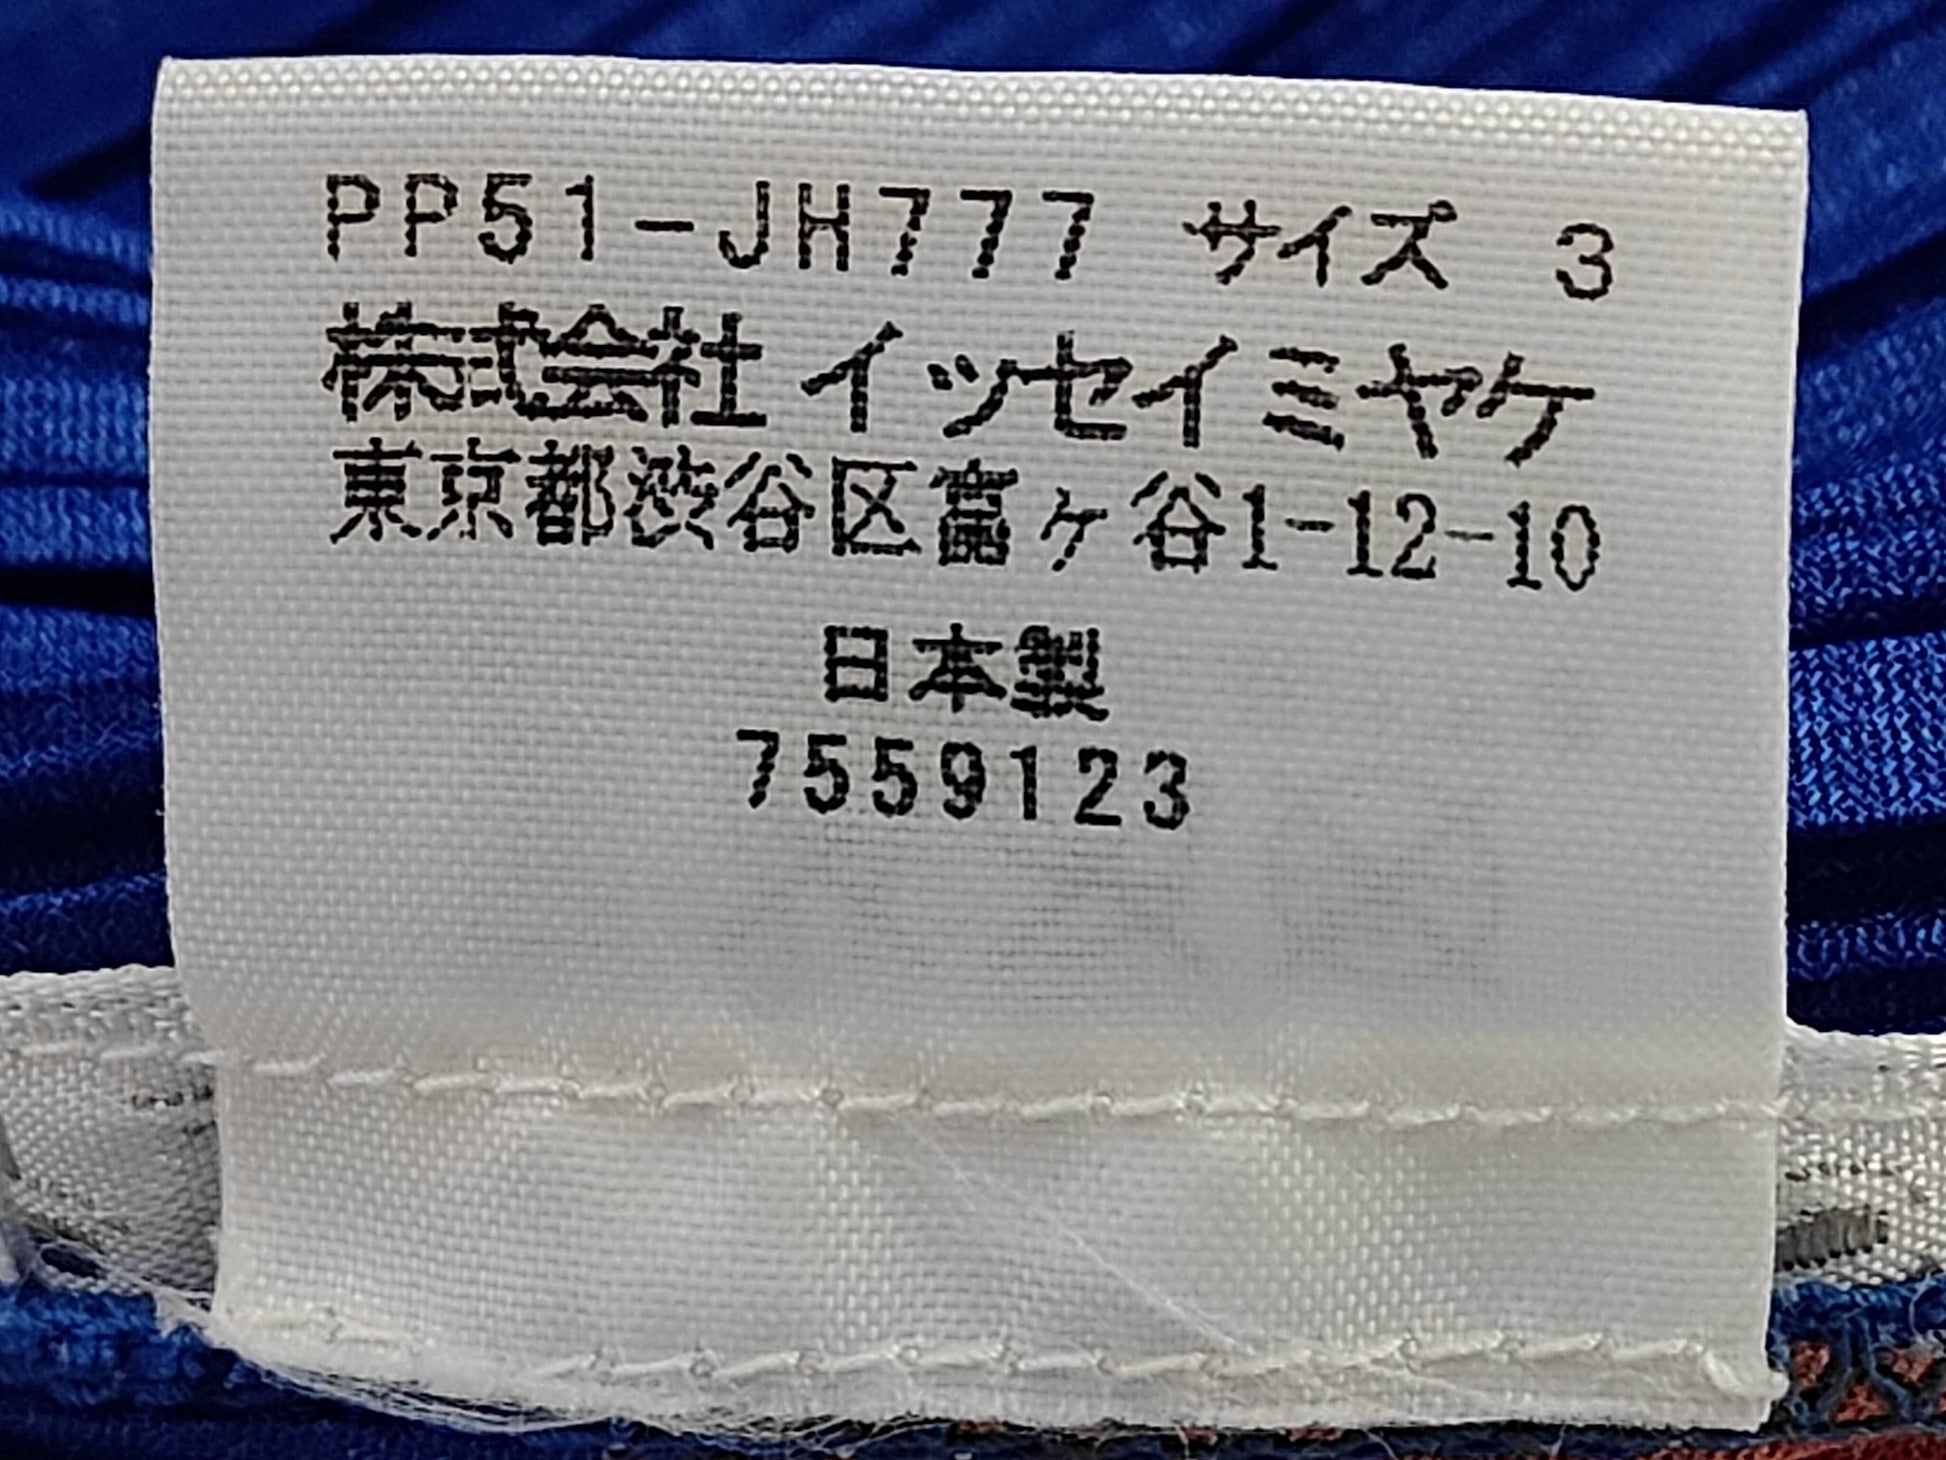 PP51-JH777 サイズ 3
株式会社イッセイミヤケ
東京都渋谷区富ヶ谷1-12-10
日本製
7559123